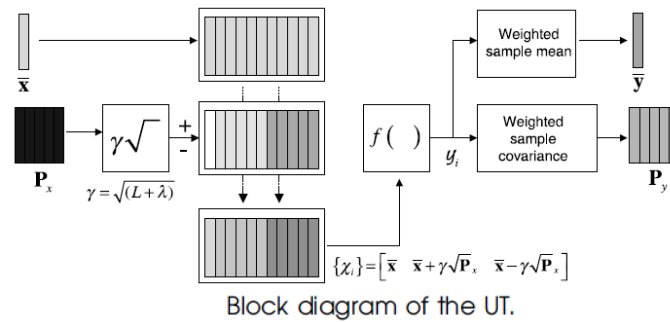 x̄
P_x
γ√
+
-
γ = √(L + λ)
{χ_i} = [x̄  x̄ + γ√P_x  x̄ − γ√P_x]
f( )
y_i
Weighted
sample mean
ȳ
Weighted
sample
covariance
P_y
Block diagram of the UT.